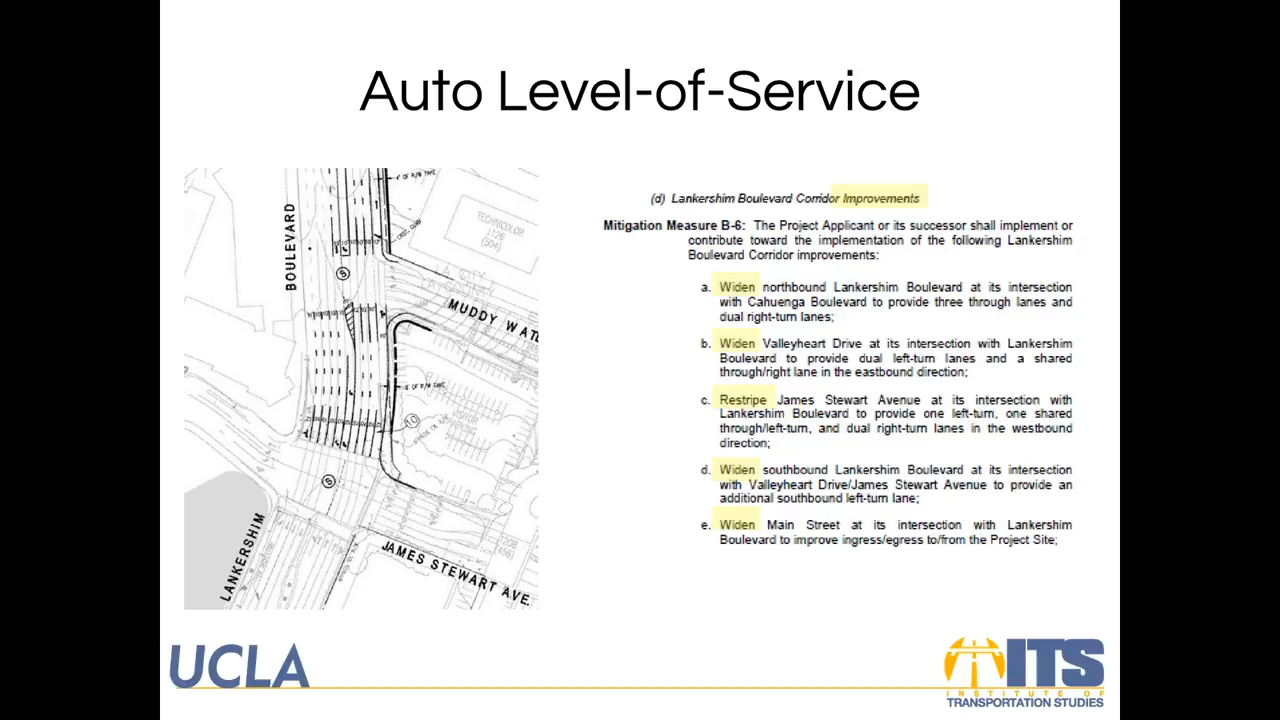 Auto Level-of-Service
BOULEVARD
TECHNICOLOR
MUDDY WAT
JAMES STEWART AVE.
LANKERSHIM
(d) Lankershim Boulevard Corridor Improvements
Mitigation Measure B-6: The Project Applicant or its successor shall implement or
contribute toward the implementation of the following Lankershim
Boulevard Corridor improvements:
a. Widen northbound Lankershim Boulevard at its intersection
with Cahuenga Boulevard to provide three through lanes and
dual right-turn lanes;
b. Widen Valleyheart Drive at its intersection with Lankershim
Boulevard to provide dual left-turn lanes and a shared
through/right lane in the eastbound direction;
c. Restripe James Stewart Avenue at its intersection with
Lankershim Boulevard to provide one left-turn, one shared
through/left-turn, and dual right-turn lanes in the westbound
direction;
d. Widen southbound Lankershim Boulevard at its intersection
with Valleyheart Drive/James Stewart Avenue to provide an
additional southbound left-turn lane;
e. Widen Main Street at its intersection with Lankershim
Boulevard to improve ingress/egress to/from the Project Site;
UCLA
ITS
INSTITUTE OF
TRANSPORTATION STUDIES